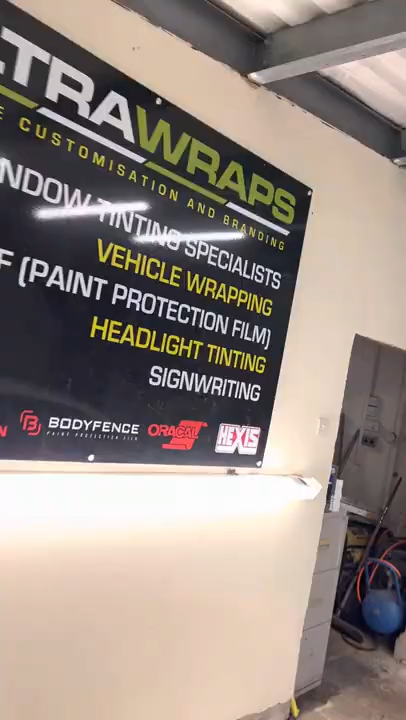 LTRAWRAPS
E CUSTOMISATION AND BRANDING
NDOW TINTING SPECIALISTS
VEHICLE WRAPPING
F (PAINT PROTECTION FILM)
HEADLIGHT TINTING
SIGNWRITING
N BODYFENCE ORACAL HEXIS
PAINT PROTECTION FILM